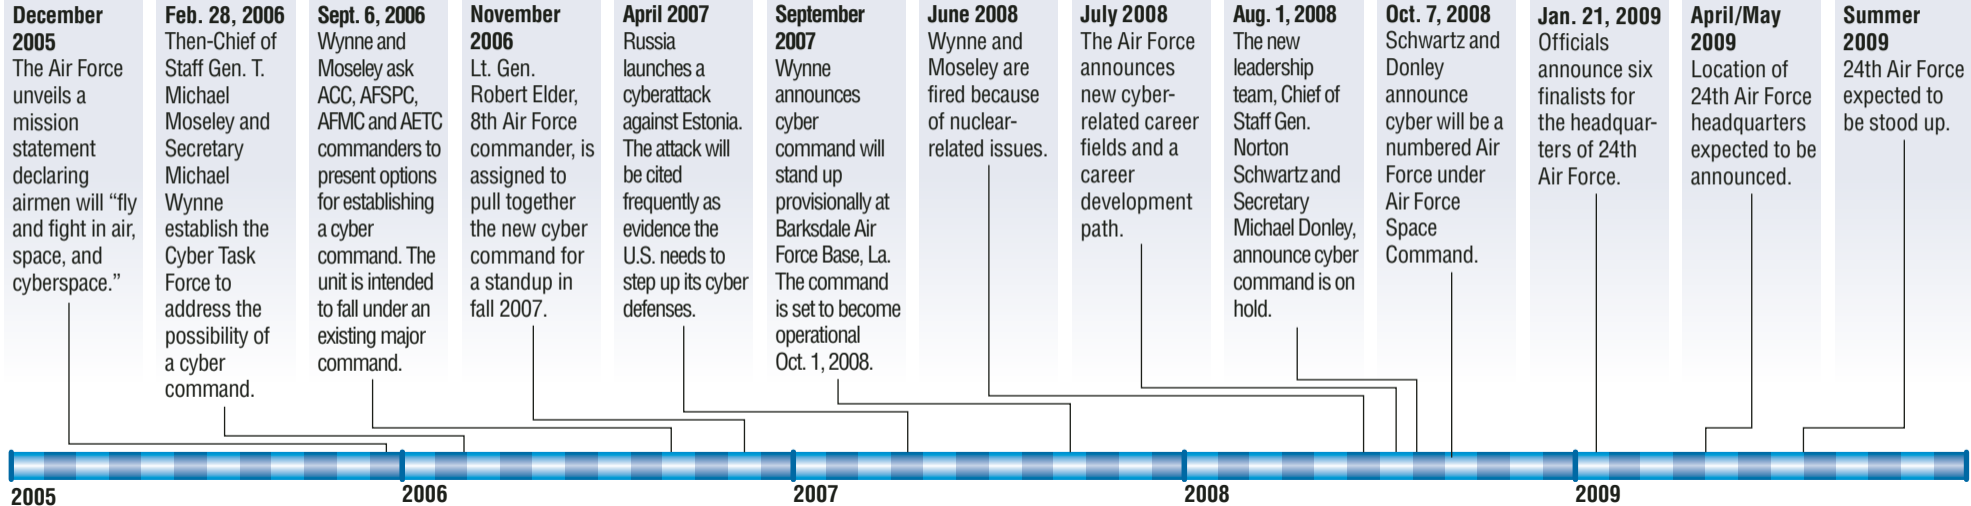 December
2005
The Air Force
unveils a
mission
statement
declaring
airmen will “fly
and fight in air,
space, and
cyberspace.”
Feb. 28, 2006
Then-Chief of
Staff Gen. T.
Michael
Moseley and
Secretary
Michael
Wynne
establish the
Cyber Task
Force to
address the
possibility of
a cyber
command.
Sept. 6, 2006
Wynne and
Moseley ask
ACC, AFSPC,
AFMC and AETC
commanders to
present options
for establishing
a cyber
command. The
unit is intended
to fall under an
existing major
command.
November
2006
Lt. Gen.
Robert Elder,
8th Air Force
commander, is
assigned to
pull together
the new cyber
command for
a standup in
fall 2007.
April 2007
Russia
launches a
cyberattack
against Estonia.
The attack will
be cited
frequently as
evidence the
U.S. needs to
step up its cyber
defenses.
September
2007
Wynne
announces
cyber
command will
stand up
provisionally at
Barksdale Air
Force Base, La.
The command
is set to become
operational
Oct. 1, 2008.
June 2008
Wynne and
Moseley are
fired because
of nuclear-
related issues.
July 2008
The Air Force
announces
new cyber-
related career
fields and a
career
development
path.
Aug. 1, 2008
The new
leadership
team, Chief of
Staff Gen.
Norton
Schwartz and
Secretary
Michael Donley,
announce cyber
command is on
hold.
Oct. 7, 2008
Schwartz and
Donley
announce
cyber will be a
numbered Air
Force under
Air Force
Space
Command.
Jan. 21, 2009
Officials
announce six
finalists for
the headquar-
ters of 24th
Air Force.
April/May
2009
Location of
24th Air Force
headquarters
expected to be
announced.
Summer
2009
24th Air Force
expected to
be stood up.
2005
2006
2007
2008
2009